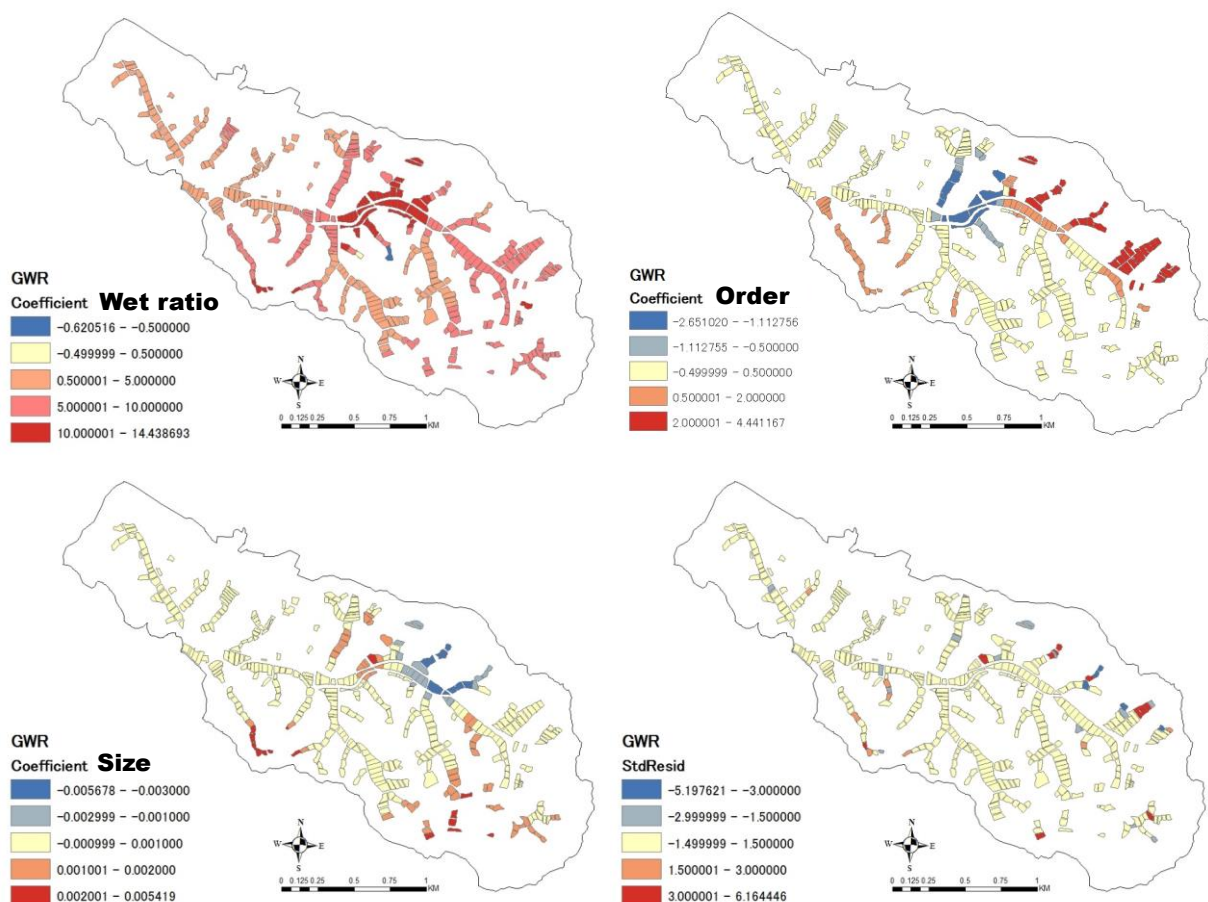 GWR
Coefficient Wet ratio
-0.620516 - -0.500000
-0.499999 - 0.500000
0.500001 - 5.000000
5.000001 - 10.000000
10.000001 - 14.438693
N
W E
S
0 0.125 0.25 0.5 0.75 1
KM
GWR
Coefficient Order
-2.651020 - -1.112756
-1.112755 - -0.500000
-0.499999 - 0.500000
0.500001 - 2.000000
2.000001 - 4.441167
N
W E
S
0 0.125 0.25 0.5 0.75 1
KM
GWR
Coefficient Size
-0.005678 - -0.003000
-0.002999 - -0.001000
-0.000999 - 0.001000
0.001001 - 0.002000
0.002001 - 0.005419
N
W E
S
0 0.125 0.25 0.5 0.75 1
KM
GWR
StdResid
-5.197621 - -3.000000
-2.999999 - -1.500000
-1.499999 - 1.500000
1.500001 - 3.000000
3.000001 - 6.164446
N
W E
S
0 0.125 0.25 0.5 0.75 1
KM